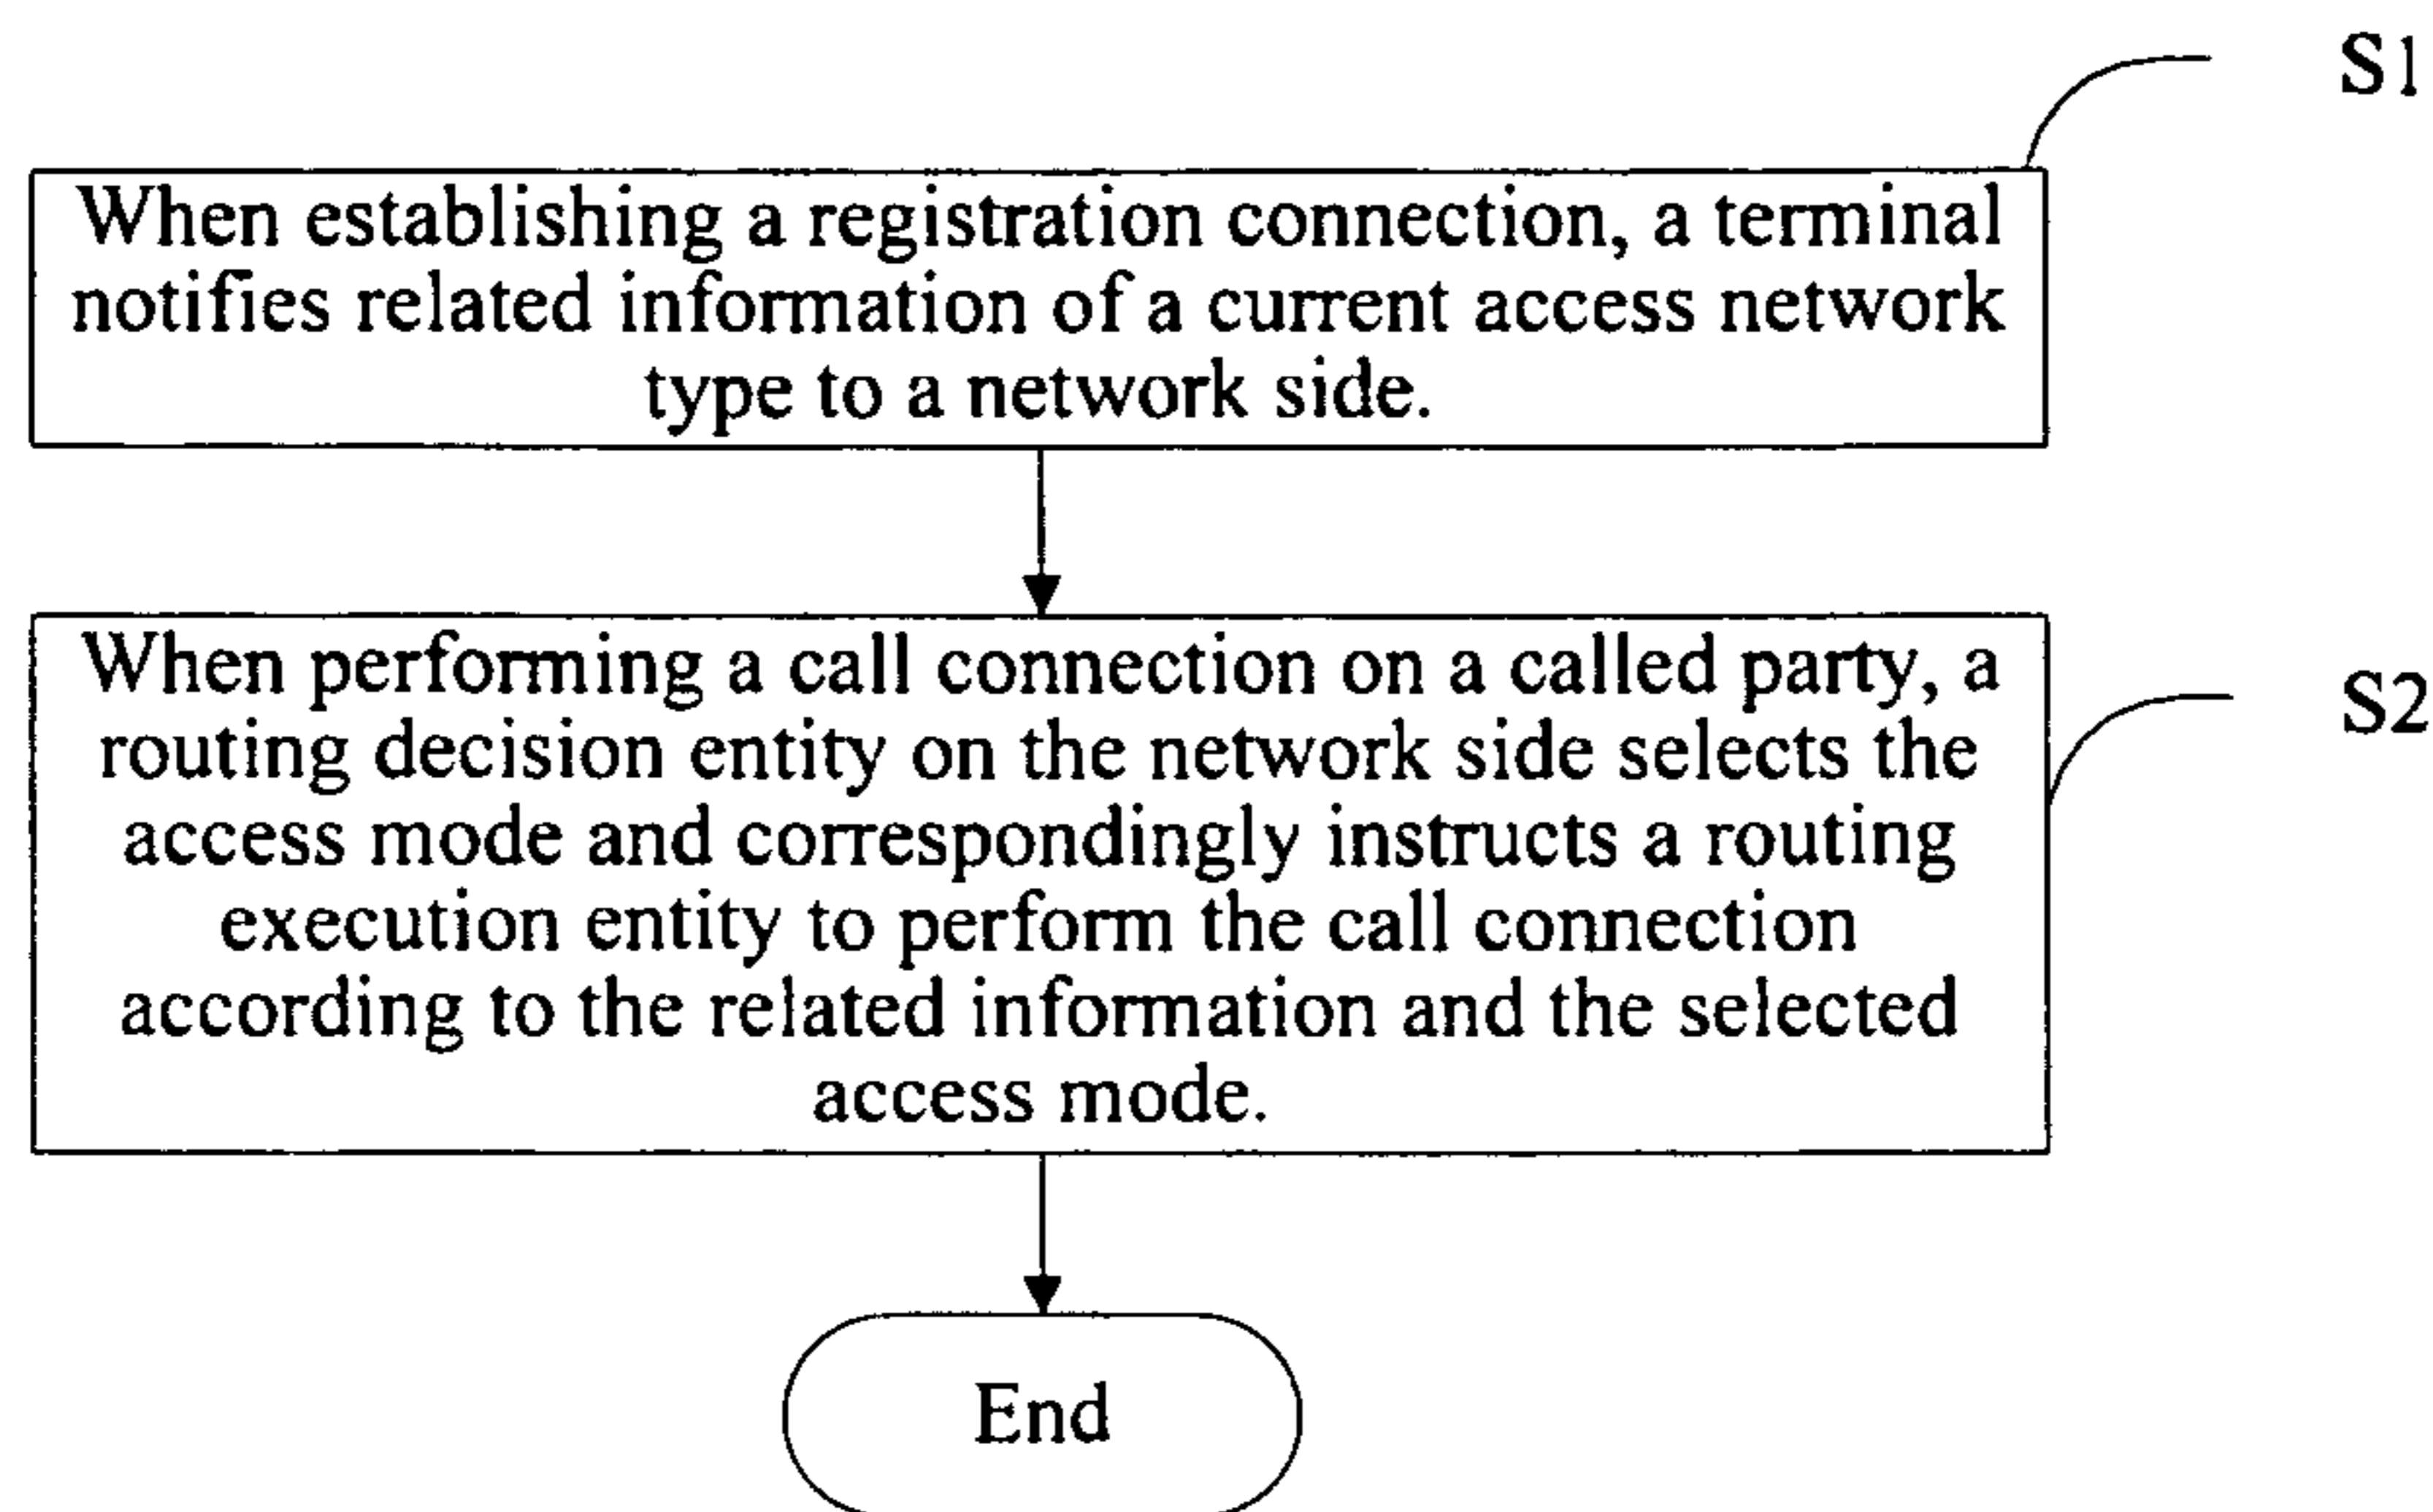 S1
When establishing a registration connection, a terminal
notifies related information of a current access network
type to a network side.
When performing a call connection on a called party, a
routing decision entity on the network side selects the
access mode and correspondingly instructs a routing
execution entity to perform the call connection
according to the related information and the selected
access mode.
S2
End